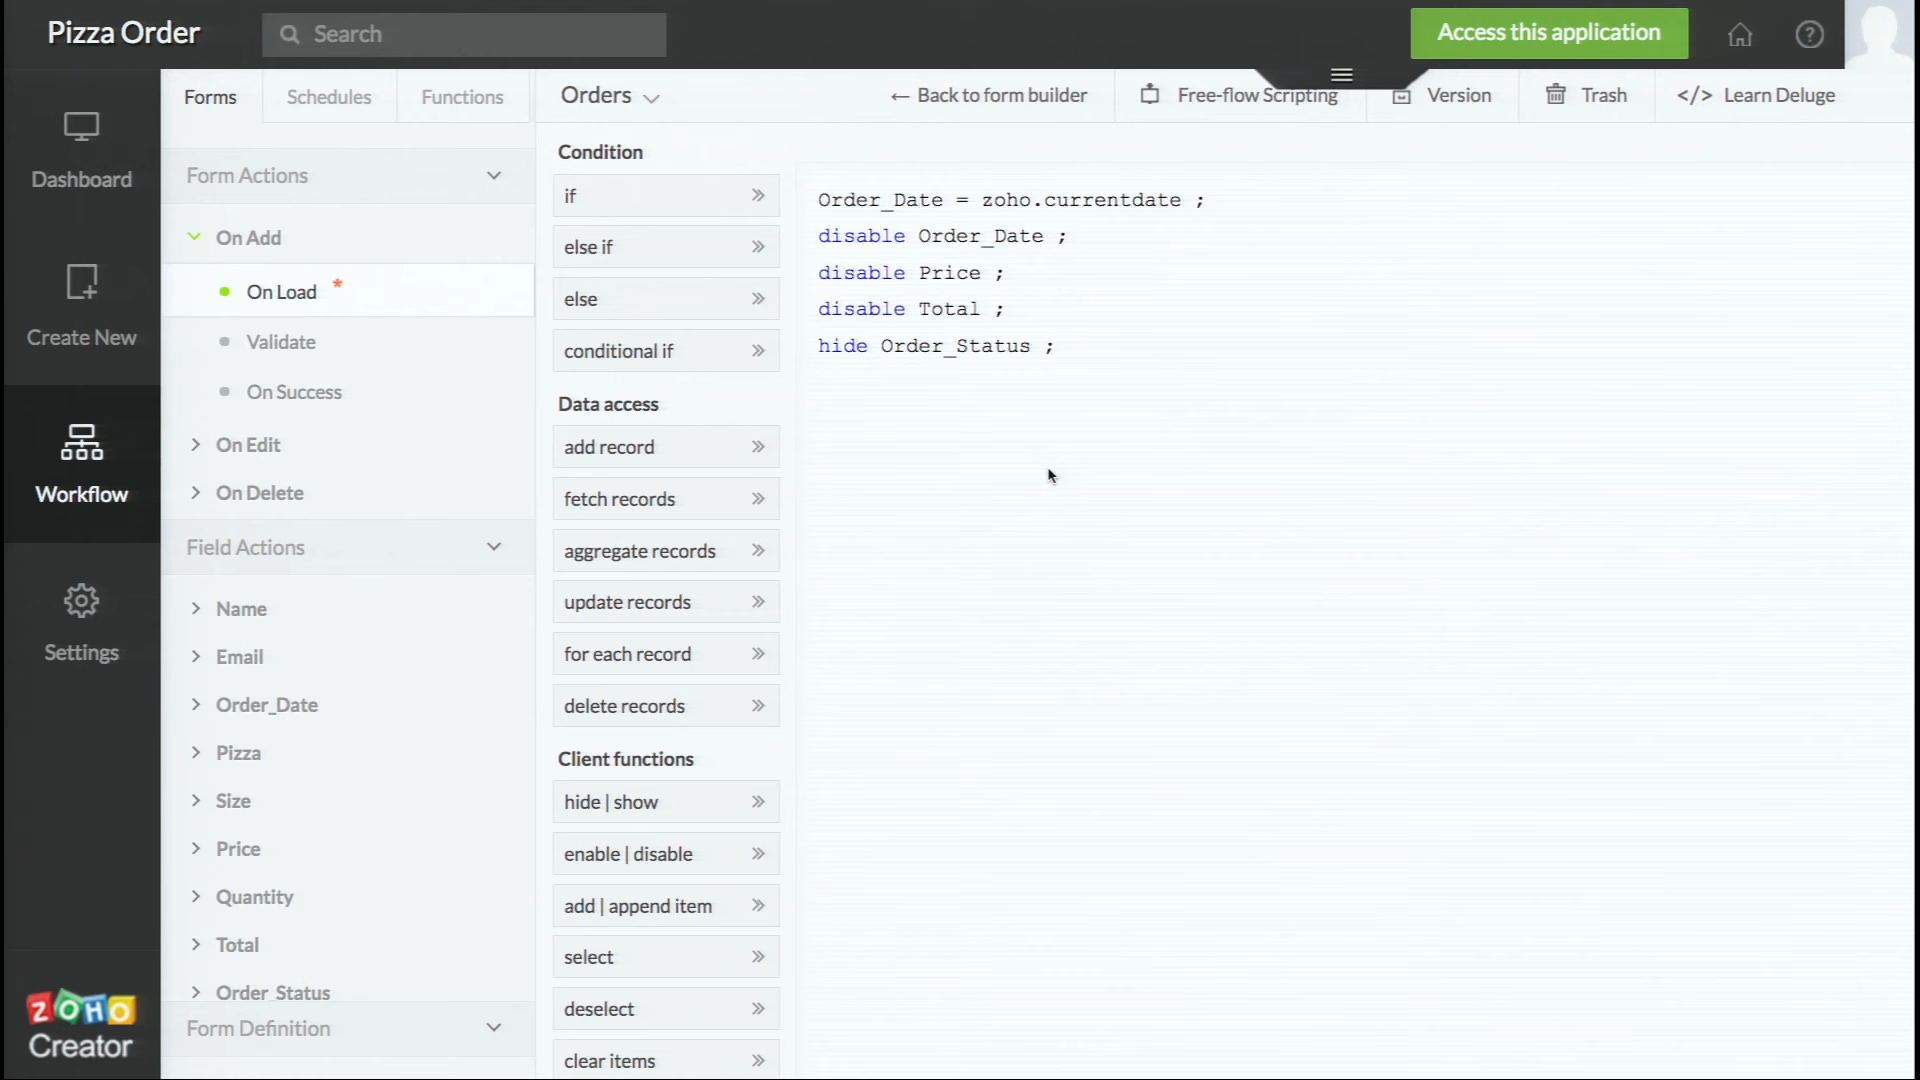 Pizza Order
Search
Access this application
Dashboard
Create New
Workflow
Settings
ZOHO
Creator
Forms
Schedules
Functions
Form Actions
On Add
On Load *
Validate
On Success
On Edit
On Delete
Field Actions
Name
Email
Order_Date
Pizza
Size
Price
Quantity
Total
Order_Status
Form Definition
Orders
← Back to form builder
Free-flow Scripting
Version
Trash
</> Learn Deluge
Condition
if
else if
else
conditional if
Data access
add record
fetch records
aggregate records
update records
for each record
delete records
Client functions
hide | show
enable | disable
add | append item
select
deselect
clear items
Order_Date = zoho.currentdate ;
disable Order_Date ;
disable Price ;
disable Total ;
hide Order_Status ;